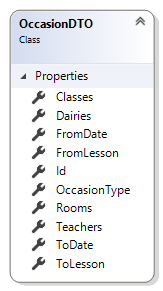 OccasionDTO
Class
Properties
Classes
Dairies
FromDate
FromLesson
Id
OccasionType
Rooms
Teachers
ToDate
ToLesson